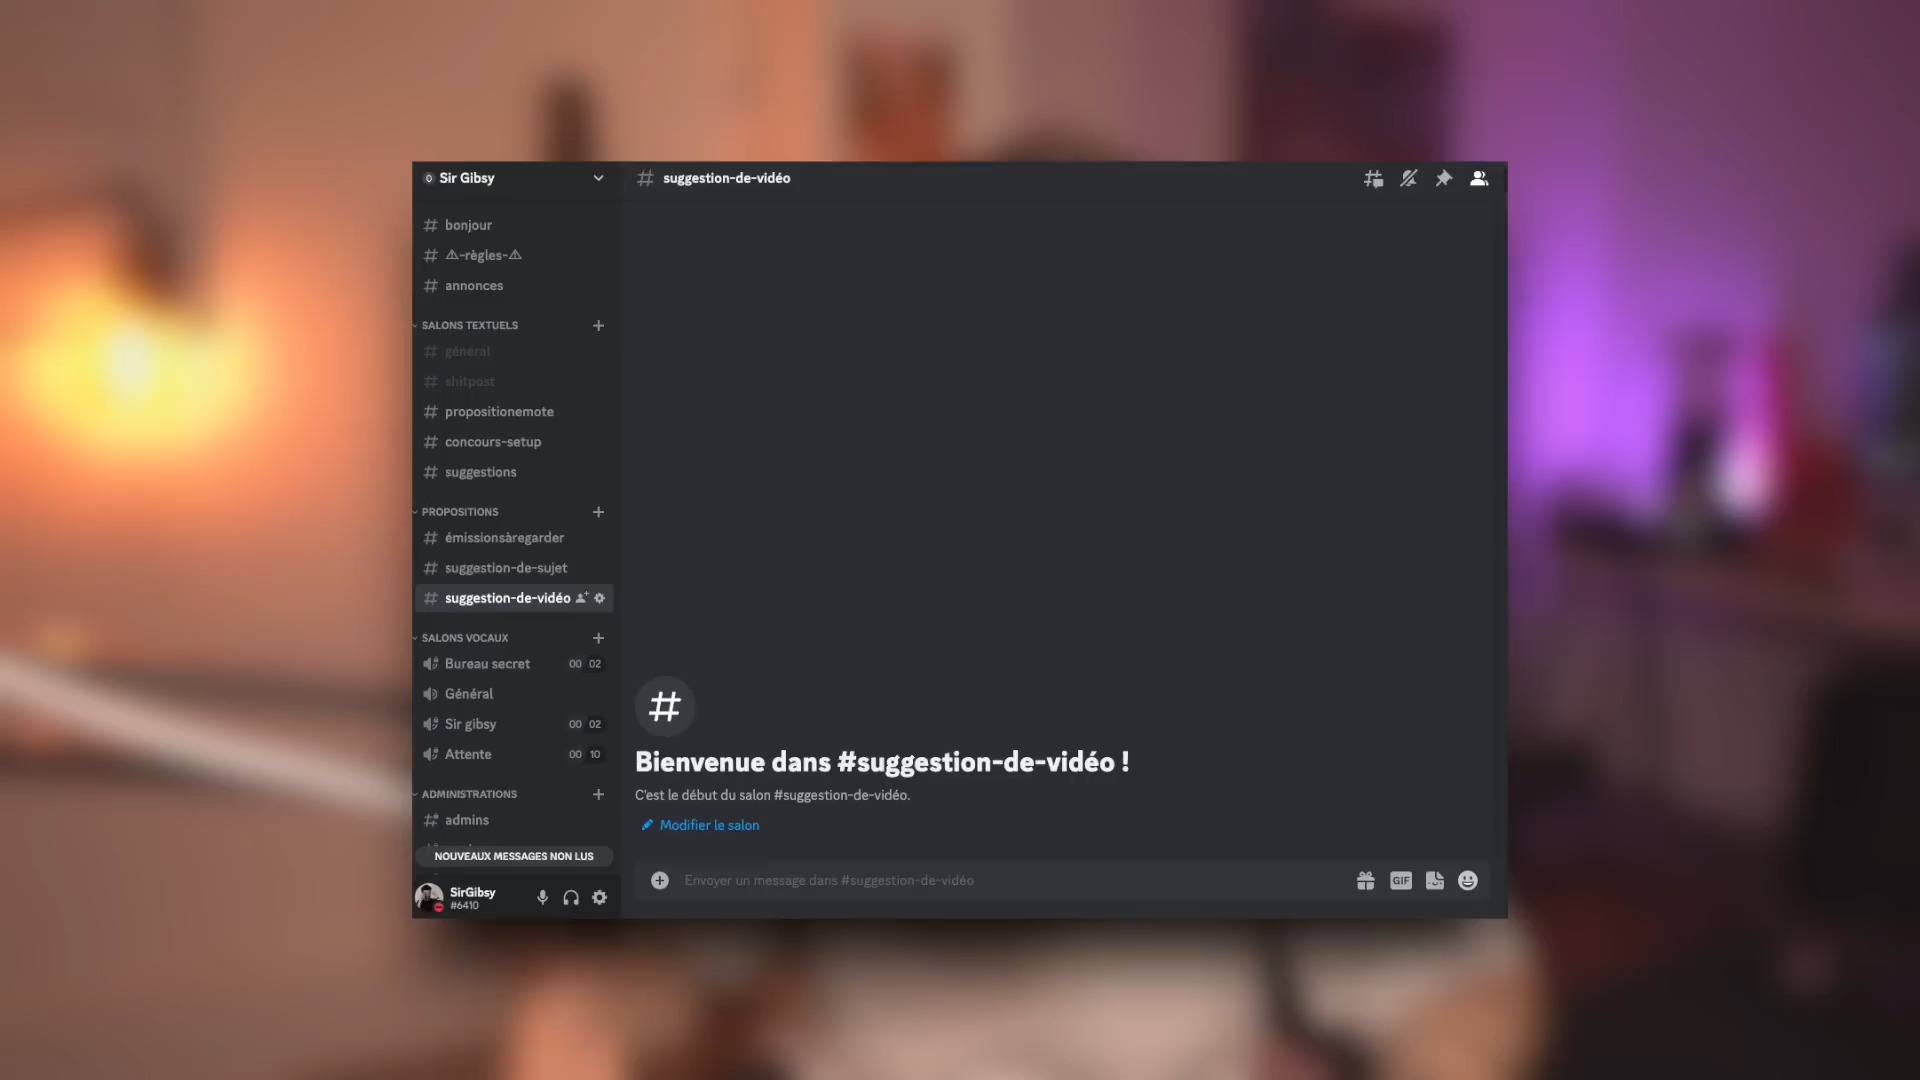 Sir Gibsy
bonjour
⚠-règles-⚠
annonces
SALONS TEXTUELS
général
shitpost
propositionemote
concours-setup
suggestions
PROPOSITIONS
émissionsàregarder
suggestion-de-sujet
suggestion-de-vidéo
SALONS VOCAUX
Bureau secret 00 02
Général
Sir gibsy 00 02
Attente 00 10
ADMINISTRATIONS
admins
NOUVEAUX MESSAGES NON LUS
SirGibsy
#6410
# suggestion-de-vidéo
Bienvenue dans #suggestion-de-vidéo !
C'est le début du salon #suggestion-de-vidéo.
Modifier le salon
Envoyer un message dans #suggestion-de-vidéo
GIF